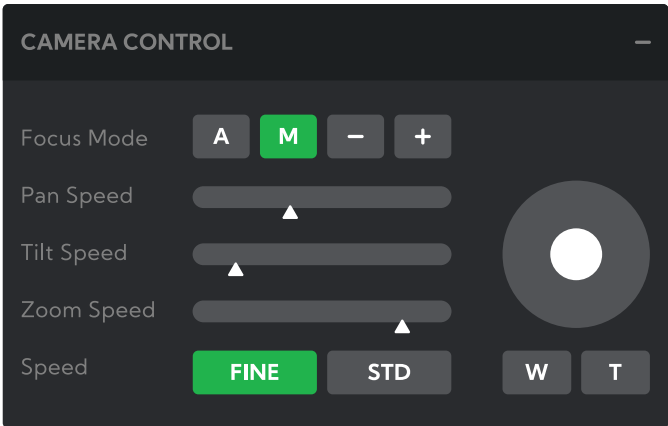 CAMERA CONTROL −
Focus Mode A M − +
Pan Speed
Tilt Speed
Zoom Speed
Speed FINE STD W T